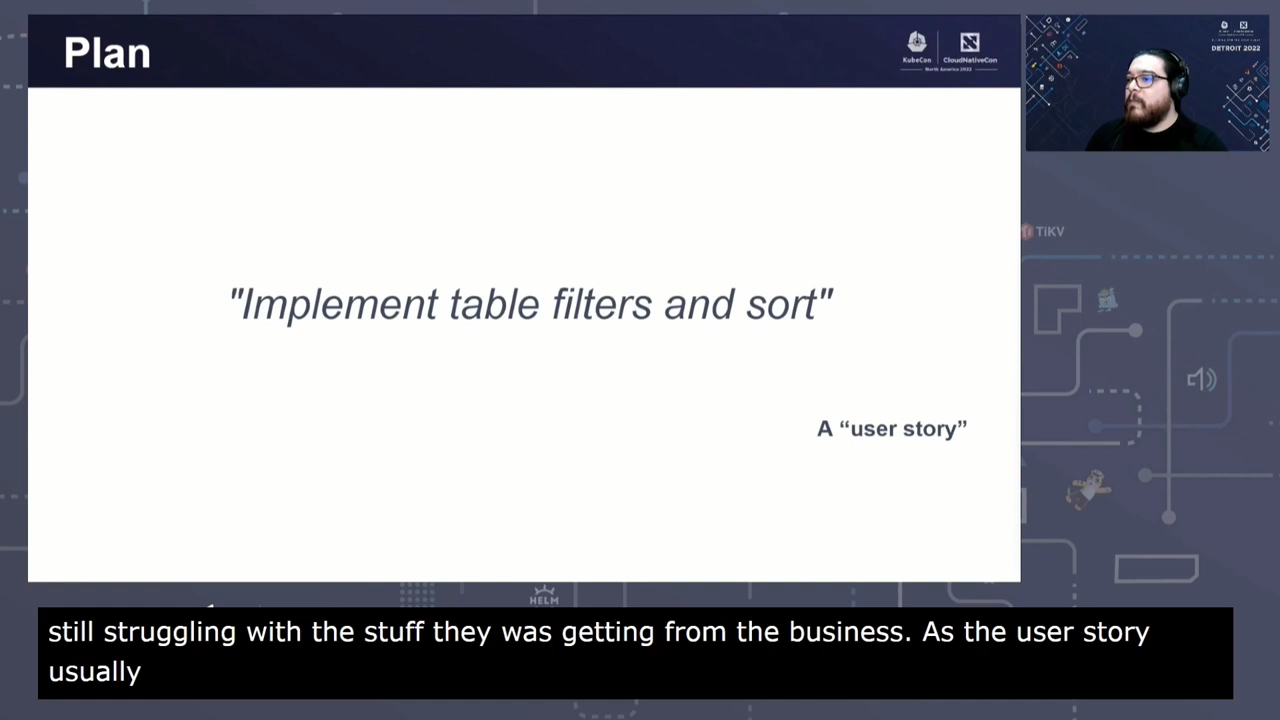 Plan
KubeCon
CloudNativeCon
North America 2022
DETROIT 2022
TiKV
"Implement table filters and sort"
A “user story”
HELM
still struggling with the stuff they was getting from the business. As the user story
usually